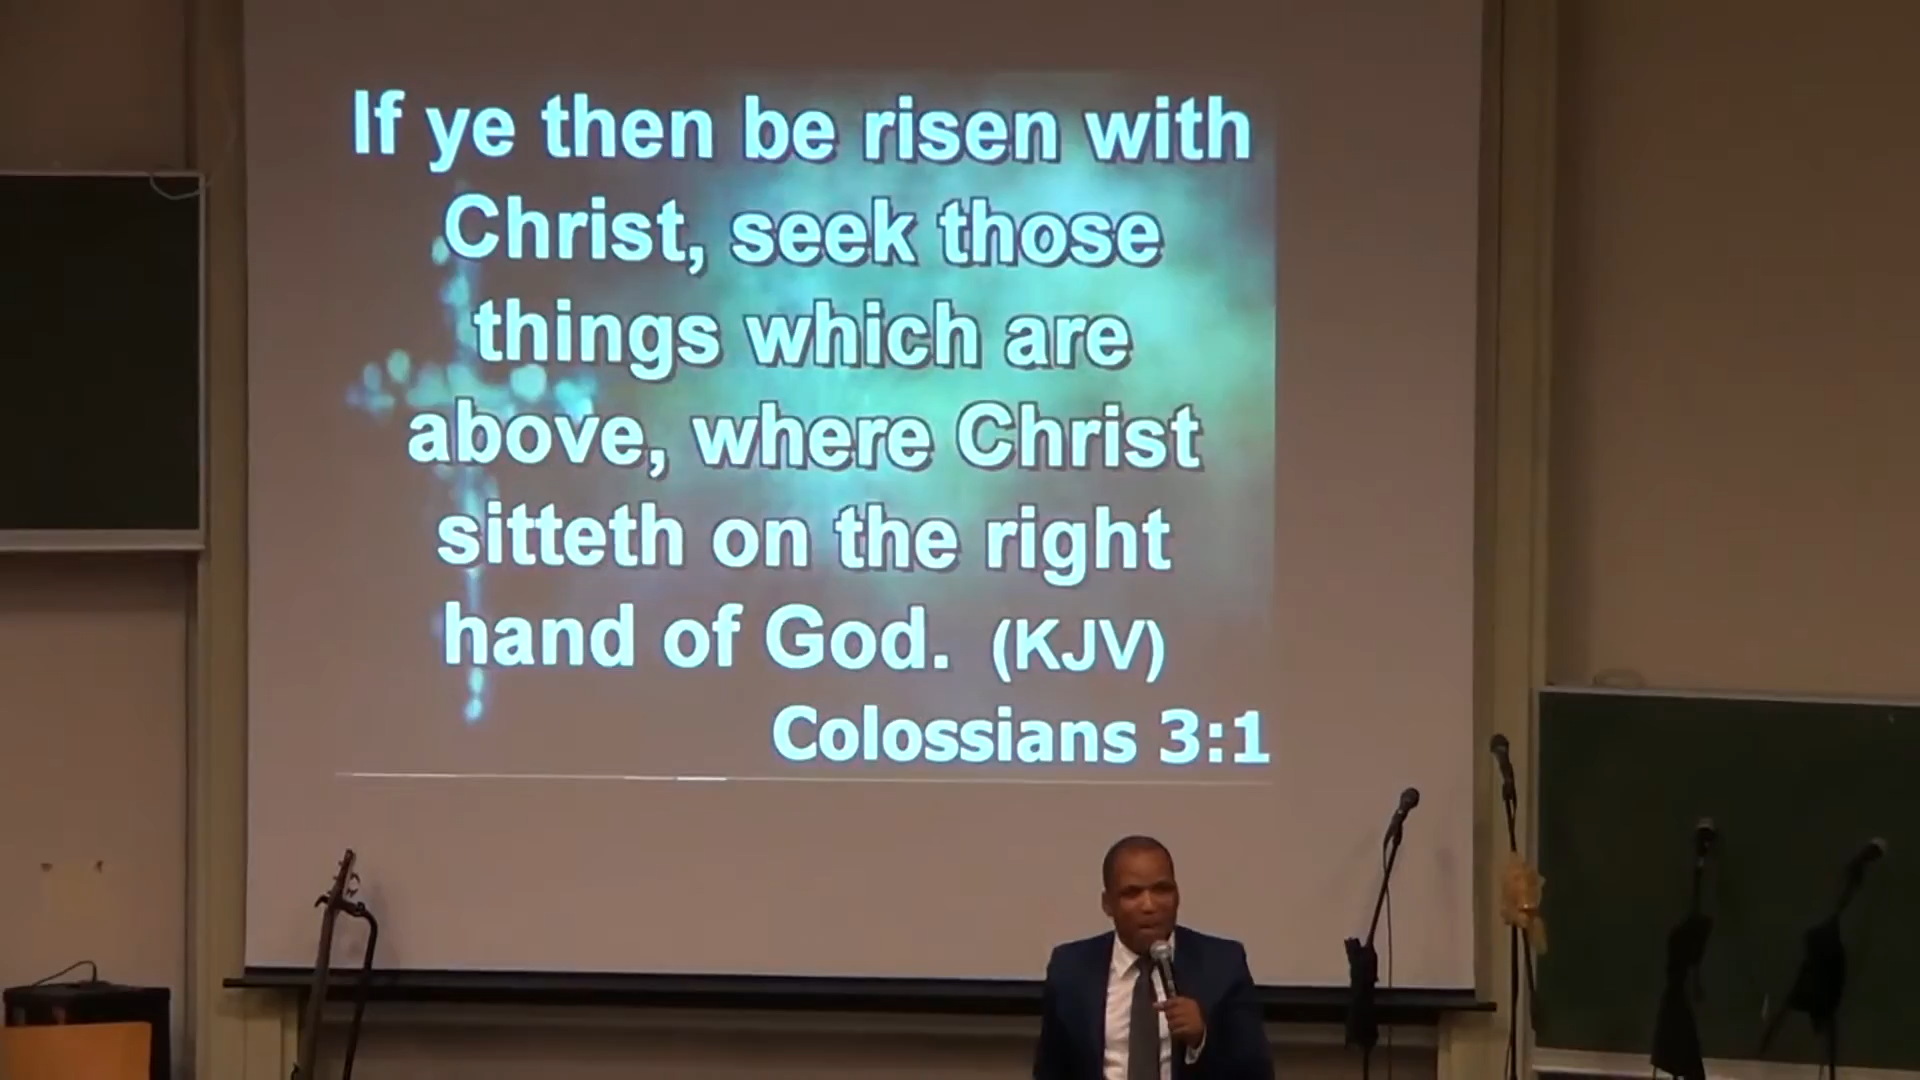 If ye then be risen with
Christ, seek those
things which are
above, where Christ
sitteth on the right
hand of God. (KJV)
Colossians 3:1